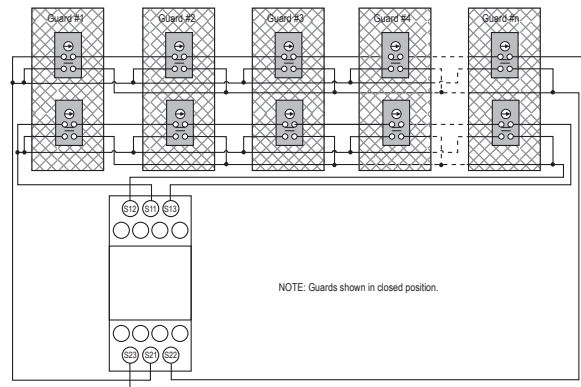 Guard #1 Guard #2 Guard #3 Guard #4 Guard #n
S12 S11 S13
NOTE: Guards shown in closed position.
S23 S21 S22